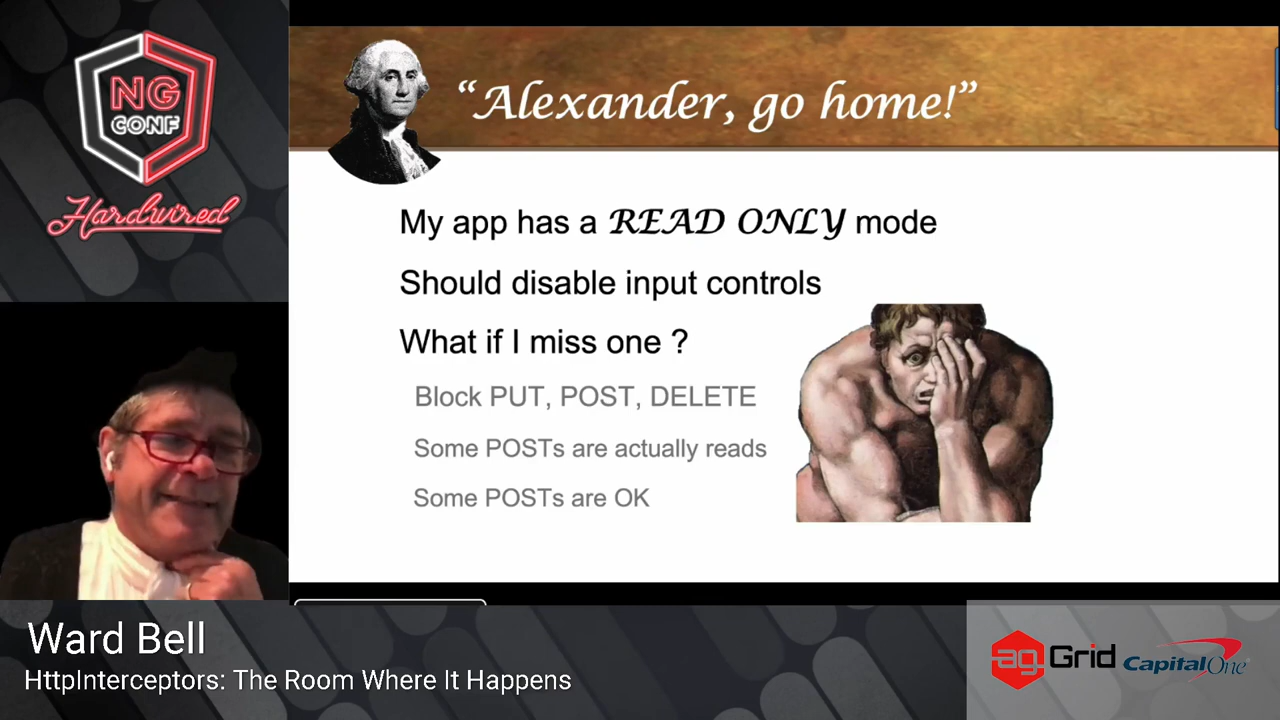 NG
CONF
Hardwired
“Alexander, go home!”
My app has a READ ONLY mode
Should disable input controls
What if I miss one ?
Block PUT, POST, DELETE
Some POSTs are actually reads
Some POSTs are OK
Ward Bell
HttpInterceptors: The Room Where It Happens
ag Grid
Capital One